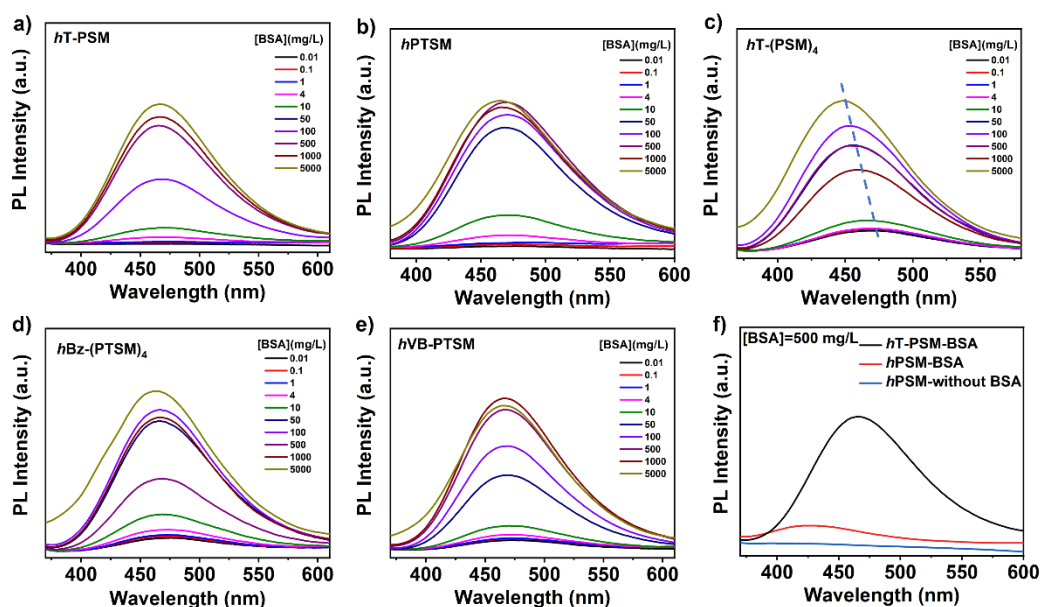 a)
hT-PSM
[BSA](mg/L)
0.01
0.1
1
4
10
50
100
500
1000
5000
PL Intensity (a.u.)
400 450 500 550 600
Wavelength (nm)
b)
hPTSM
[BSA](mg/L)
0.01
0.1
1
4
10
50
100
500
1000
5000
PL Intensity (a.u.)
400 450 500 550 600
Wavelength (nm)
c)
hT-(PSM)4
[BSA](mg/L)
0.01
0.1
1
4
10
50
100
500
1000
5000
PL Intensity (a.u.)
400 450 500 550
Wavelength (nm)
d)
hBz-(PTSM)4
[BSA](mg/L)
0.01
0.1
1
4
10
50
100
500
1000
5000
PL Intensity (a.u.)
400 450 500 550 600
Wavelength (nm)
e)
hVB-PTSM
[BSA](mg/L)
0.01
0.1
1
4
10
50
100
500
1000
5000
PL Intensity (a.u.)
400 450 500 550 600
Wavelength (nm)
f)
[BSA]=500 mg/L
hT-PSM-BSA
hPSM-BSA
hPSM-without BSA
PL Intensity (a.u.)
400 450 500 550 600
Wavelength (nm)